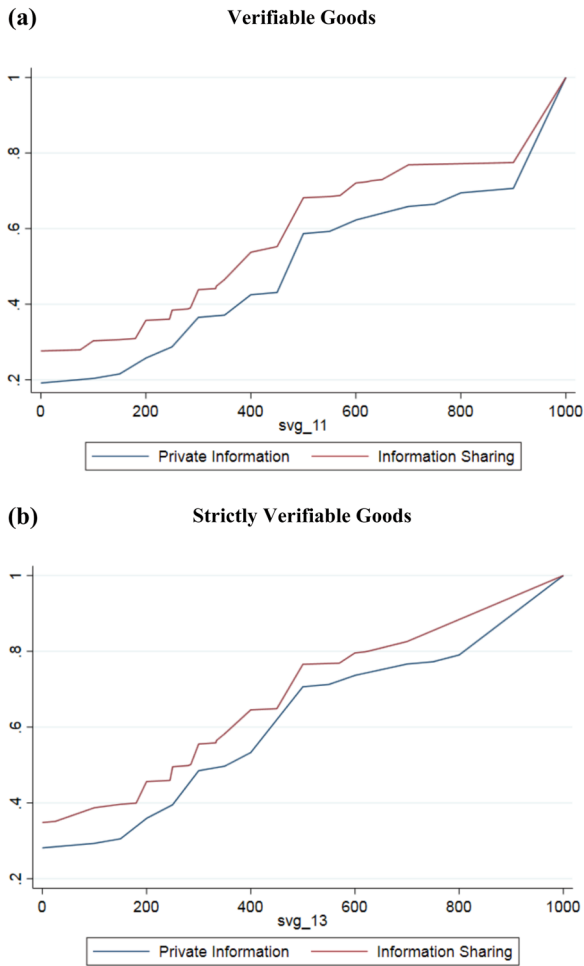 (a) Verifiable Goods
1
.8
.6
.4
.2
0 200 400 600 800 1000
svg_11
Private Information Information Sharing
(b) Strictly Verifiable Goods
1
.8
.6
.4
.2
0 200 400 600 800 1000
svg_13
Private Information Information Sharing